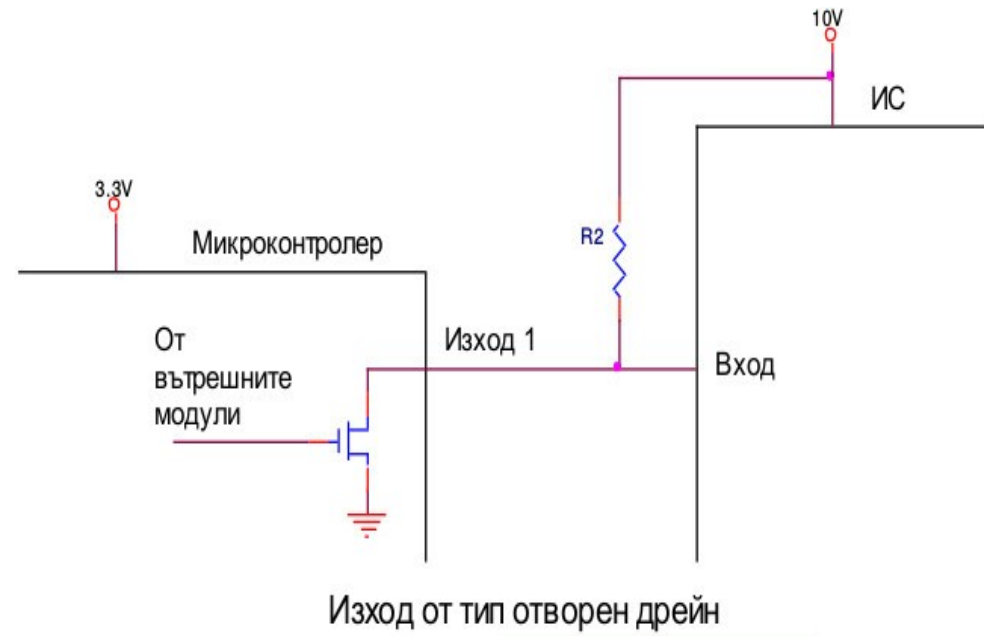 10V
ИС
3.3V
Микроконтролер
R2
От
вътрешните
модули
Изход 1
Вход
Изход от тип отворен дрейн